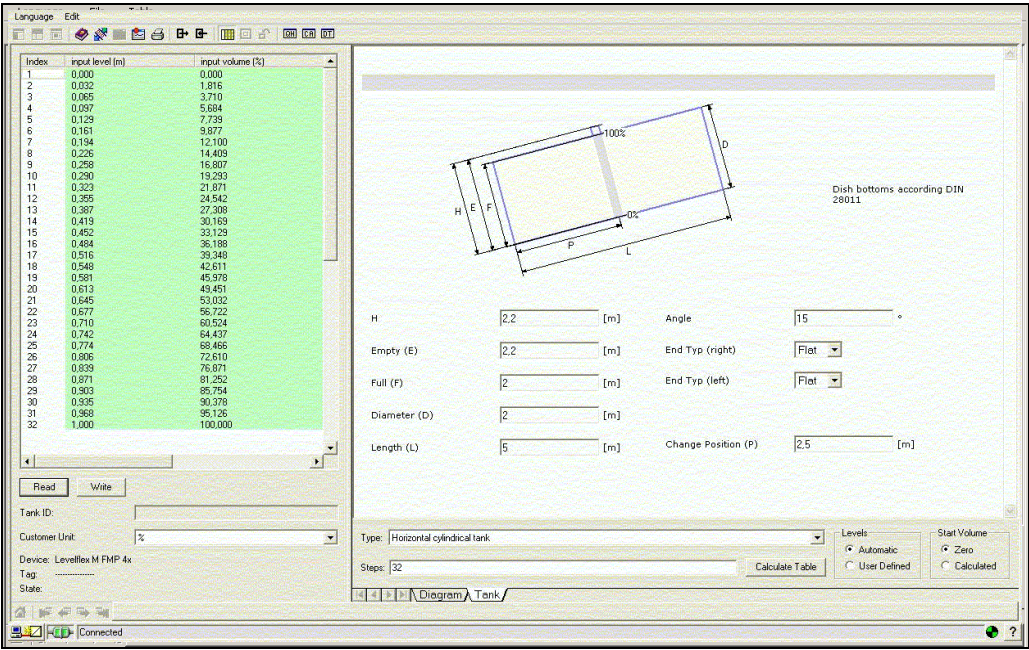 Language Edit
QH CA DT
Index input level (m) input volume (%)
1 0,000 0,000
2 0,032 1,816
3 0,065 3,710
4 0,097 5,684
5 0,129 7,739
6 0,161 9,877
7 0,194 12,100
8 0,226 14,409
9 0,258 16,807
10 0,290 19,293
11 0,323 21,871
12 0,355 24,542
13 0,387 27,308
14 0,419 30,169
15 0,452 33,129
16 0,484 36,188
17 0,516 39,348
18 0,548 42,611
19 0,581 45,978
20 0,613 49,451
21 0,645 53,032
22 0,677 56,722
23 0,710 60,524
24 0,742 64,437
25 0,774 68,466
26 0,806 72,610
27 0,839 76,871
28 0,871 81,252
29 0,903 85,754
30 0,935 90,378
31 0,968 95,126
32 1,000 100,000
Read Write
Tank ID:
Customer Unit: %
Device: Levelflex M FMP 4x
Tag: ---------------
State:
100%
D
H E F
0%
P
L
Dish bottoms according DIN
28011
H 2,2 [m] Angle 15 °
Empty (E) 2,2 [m] End Typ (right) Flat
Full (F) 2 [m] End Typ (left) Flat
Diameter (D) 2 [m]
Length (L) 5 [m] Change Position (P) 2,5 [m]
Type: Horizontal cylindrical tank
Steps: 32 Calculate Table
Levels
Automatic
User Defined
Start Volume
Zero
Calculated
Diagram Tank
Connected
?